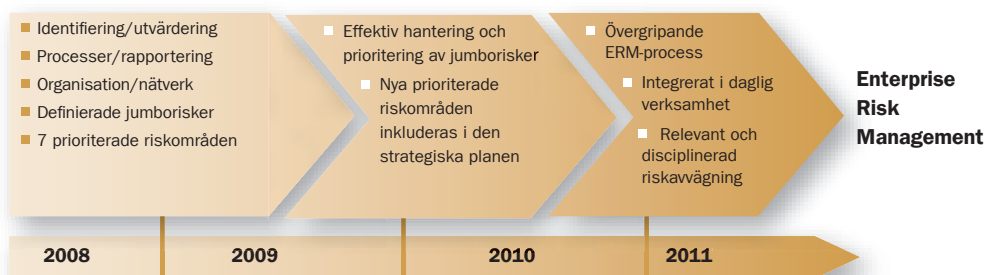 Identifiering/utvärdering
Processer/rapportering
Organisation/nätverk
Definierade jumborisker
7 prioriterade riskområden
Effektiv hantering och
prioritering av jumborisker
Nya prioriterade
riskområden
inkluderas i den
strategiska planen
Övergripande
ERM-process
Integrerat i daglig
verksamhet
Relevant och
disciplinerad
riskavvägning
Enterprise
Risk
Management
2008 2009 2010 2011